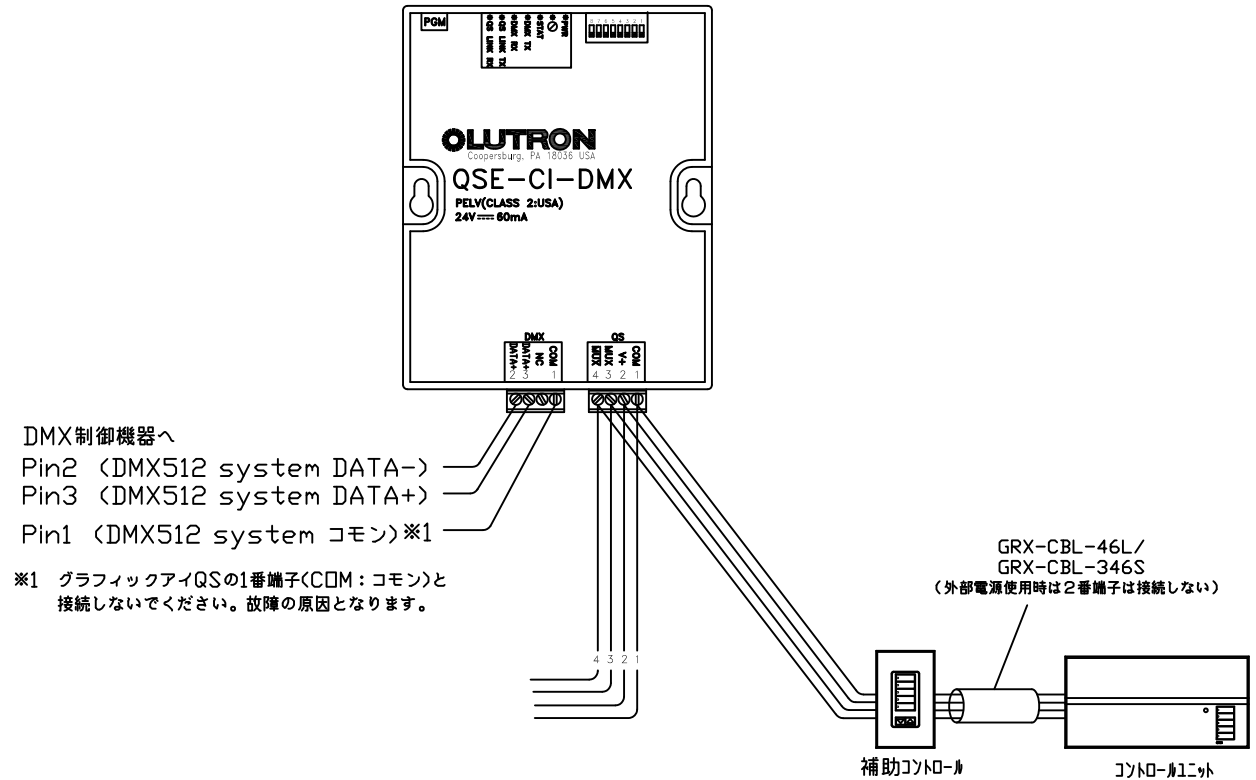 PGM
QS LINK RX
QS LINK TX
DMX RX
DMX TX
STAT
PWR
8 7 6 5 4 3 2 1
LUTRON
Coopersburg, PA 18036 USA
QSE-CI-DMX
PELV(CLASS 2:USA)
24V 60mA
DMX
QS
DATA+
DATA+
NC
COM
MUX
MUX
V+
COM
2 3 1
4 3 2 1
DMX制御機器へ
Pin2 (DMX512 system DATA-)
Pin3 (DMX512 system DATA+)
Pin1 (DMX512 system コモン)※1
※1 グラフィックアイQSの1番端子(COM:コモン)と
接続しないでください。故障の原因となります。
GRX-CBL-46L/
GRX-CBL-346S
(外部電源使用時は2番端子は接続しない)
4 3 2 1
補助コントロール
コントロールユニット